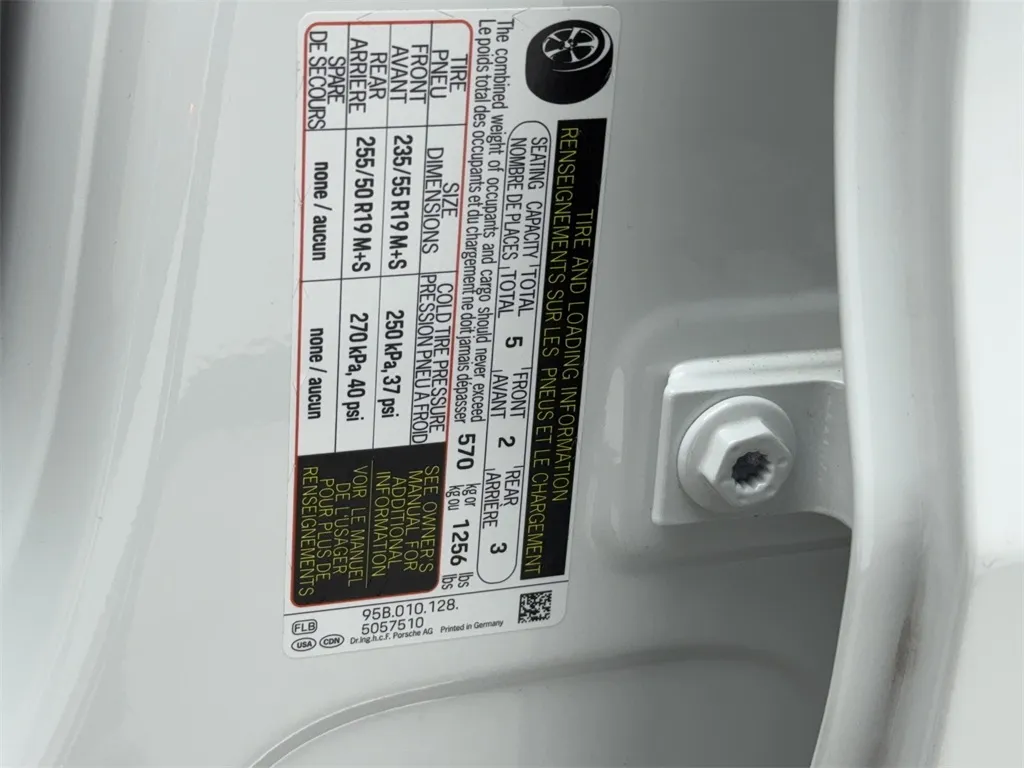 TIRE AND LOADING INFORMATION
RENSEIGNEMENTS SUR LES PNEUS ET LE CHARGEMENT
SEATING CAPACITY TOTAL 5 FRONT 2 REAR 3
NOMBRE DE PLACES TOTAL AVANT ARRIÈRE
The combined weight of occupants and cargo should never exceed 570 kg or 1256 lbs
Le poids total des occupants et du chargement ne doit jamais dépasser kg ou lbs
TIRE SIZE COLD TIRE PRESSURE
PNEU DIMENSIONS PRESSION PNEU A FROID
FRONT 235/55 R19 M+S 250 kPa, 37 psi
AVANT
REAR 255/50 R19 M+S 270 kPa, 40 psi
ARRIÈRE
SPARE none / aucun none / aucun
DE SECOURS
SEE OWNERS
MANUAL FOR
ADDITIONAL
INFORMATION
VOIR LE MANUEL
DE L'USAGER
POUR PLUS DE
RENSEIGNEMENTS
95B.010.128.
FLB 5057510
USA CDN Dr.Ing.h.c.F. Porsche AG Printed in Germany